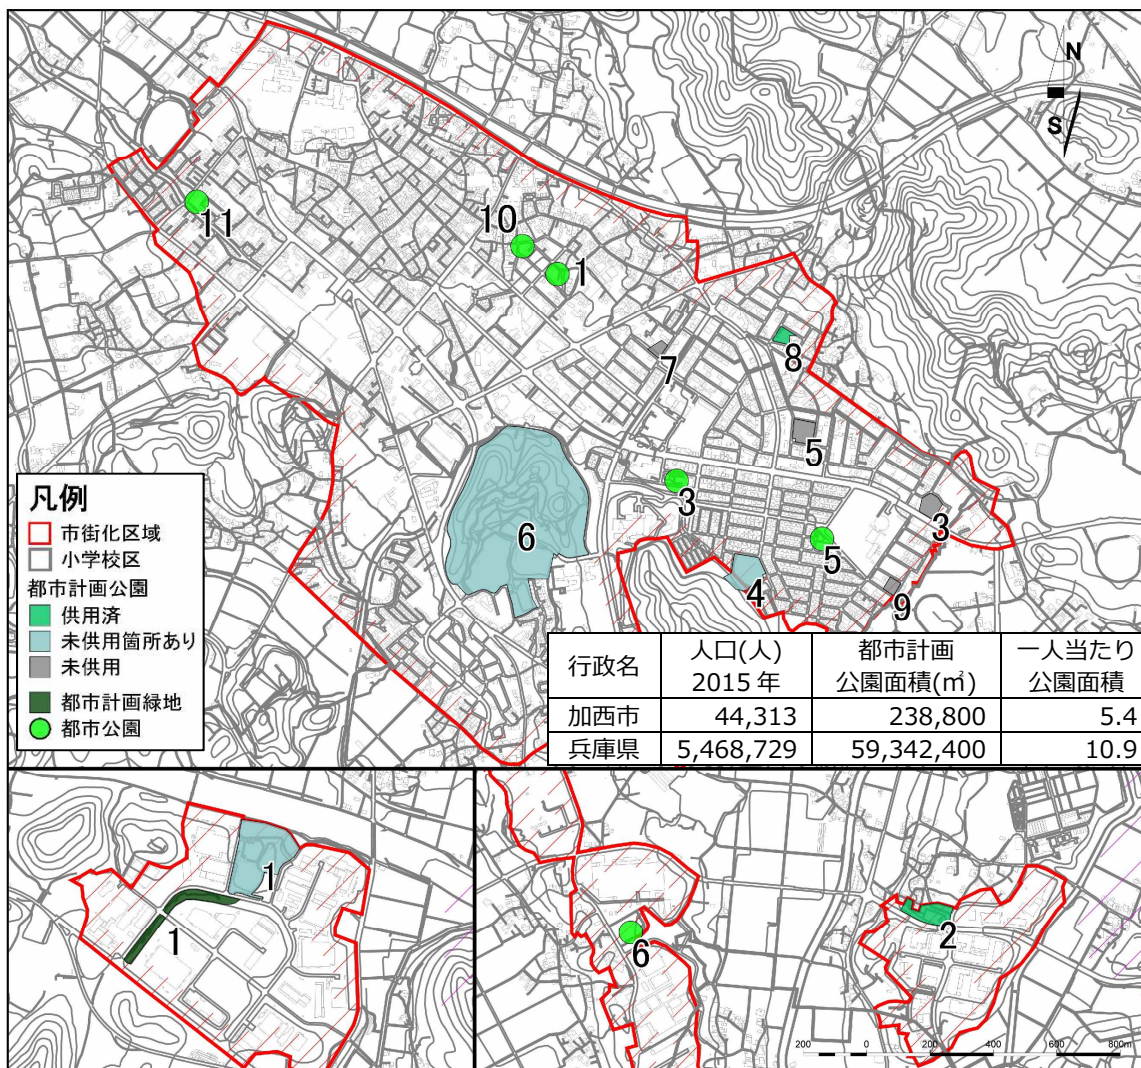 N
S
11
10
1
7
8
5
3
6
5
3
4
9
凡例
市街化区域
小学校区
都市計画公園
供用済
未供用箇所あり
未供用
都市計画緑地
都市公園
行政名 人口(人) 2015年 都市計画公園面積(㎡) 一人当たり公園面積
加西市 44,313 238,800 5.4
兵庫県 5,468,729 59,342,400 10.9
1
1
6
2
200 0 200 400 600 800m